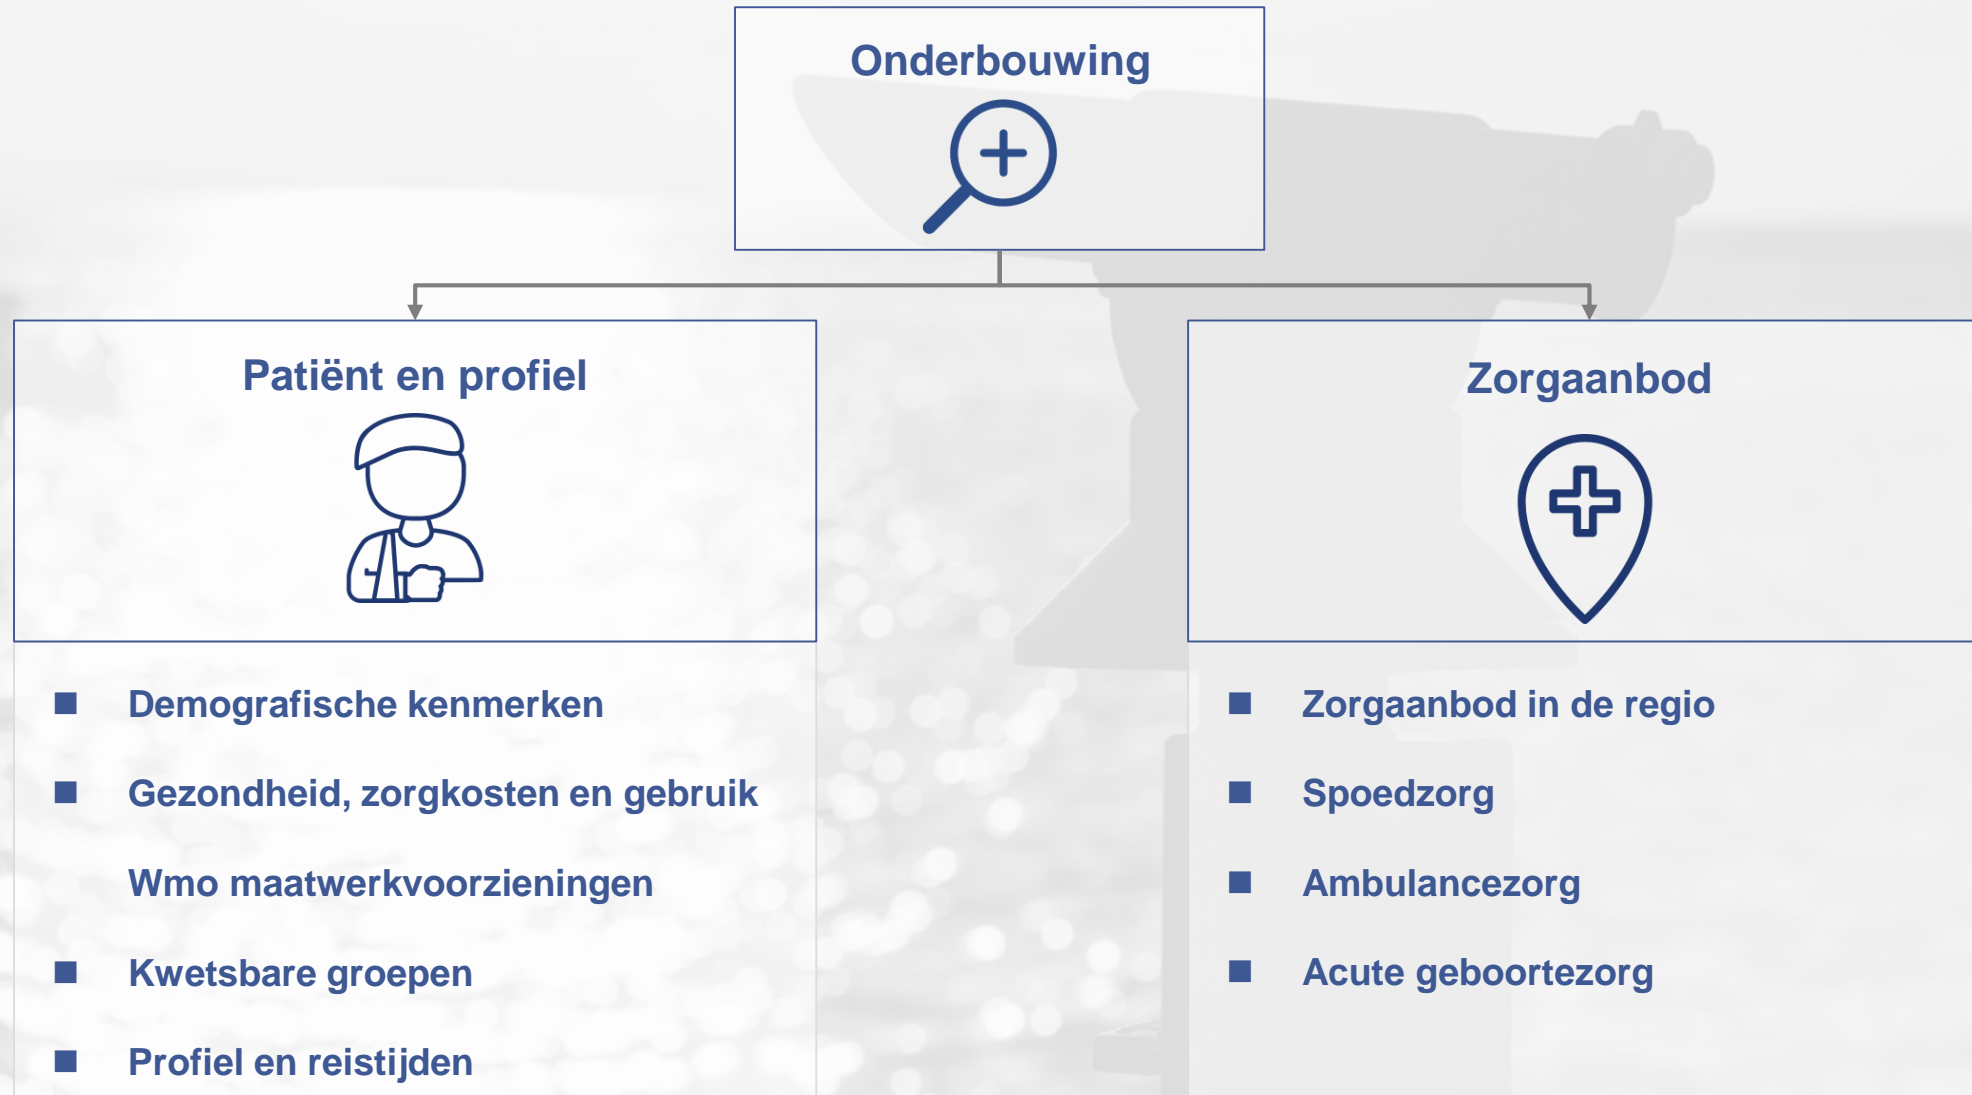 Onderbouwing
Patiënt en profiel
Zorgaanbod
Demografische kenmerken
Gezondheid, zorgkosten en gebruik
Wmo maatwerkvoorzieningen
Kwetsbare groepen
Profiel en reistijden
Zorgaanbod in de regio
Spoedzorg
Ambulancezorg
Acute geboortezorg